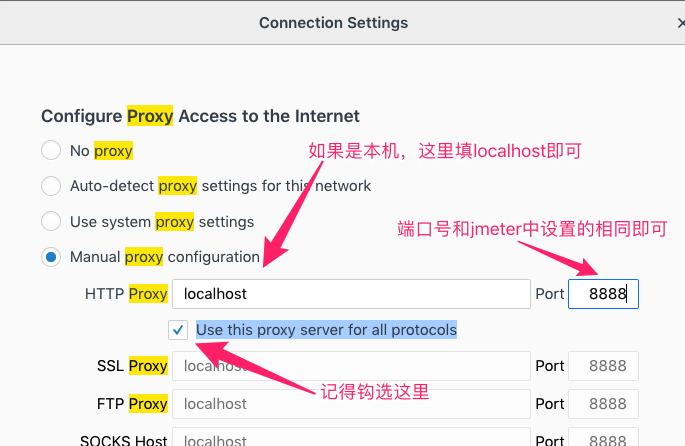 Connection Settings
Configure Proxy Access to the Internet
No proxy
如果是本机，这里填localhost即可
Auto-detect proxy settings for this network
Use system proxy settings
端口号和jmeter中设置的相同即可
Manual proxy configuration
HTTP Proxy localhost Port 8888
Use this proxy server for all protocols
SSL Proxy localhost Port 8888
记得钩选这里
FTP Proxy localhost Port 8888
SOCKS Host localhost Port 8888